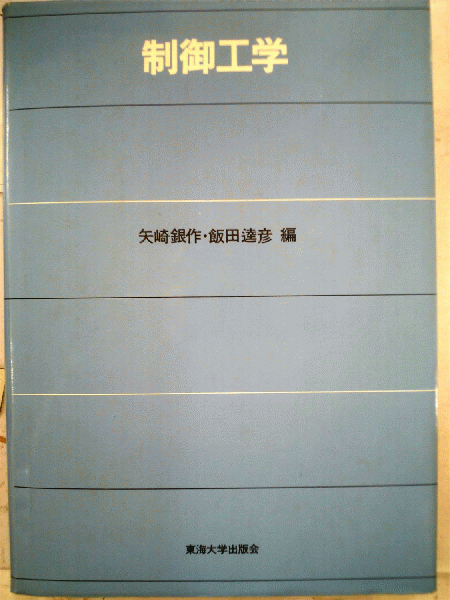 制御工学
矢崎銀作・飯田達彦 編
東海大学出版会